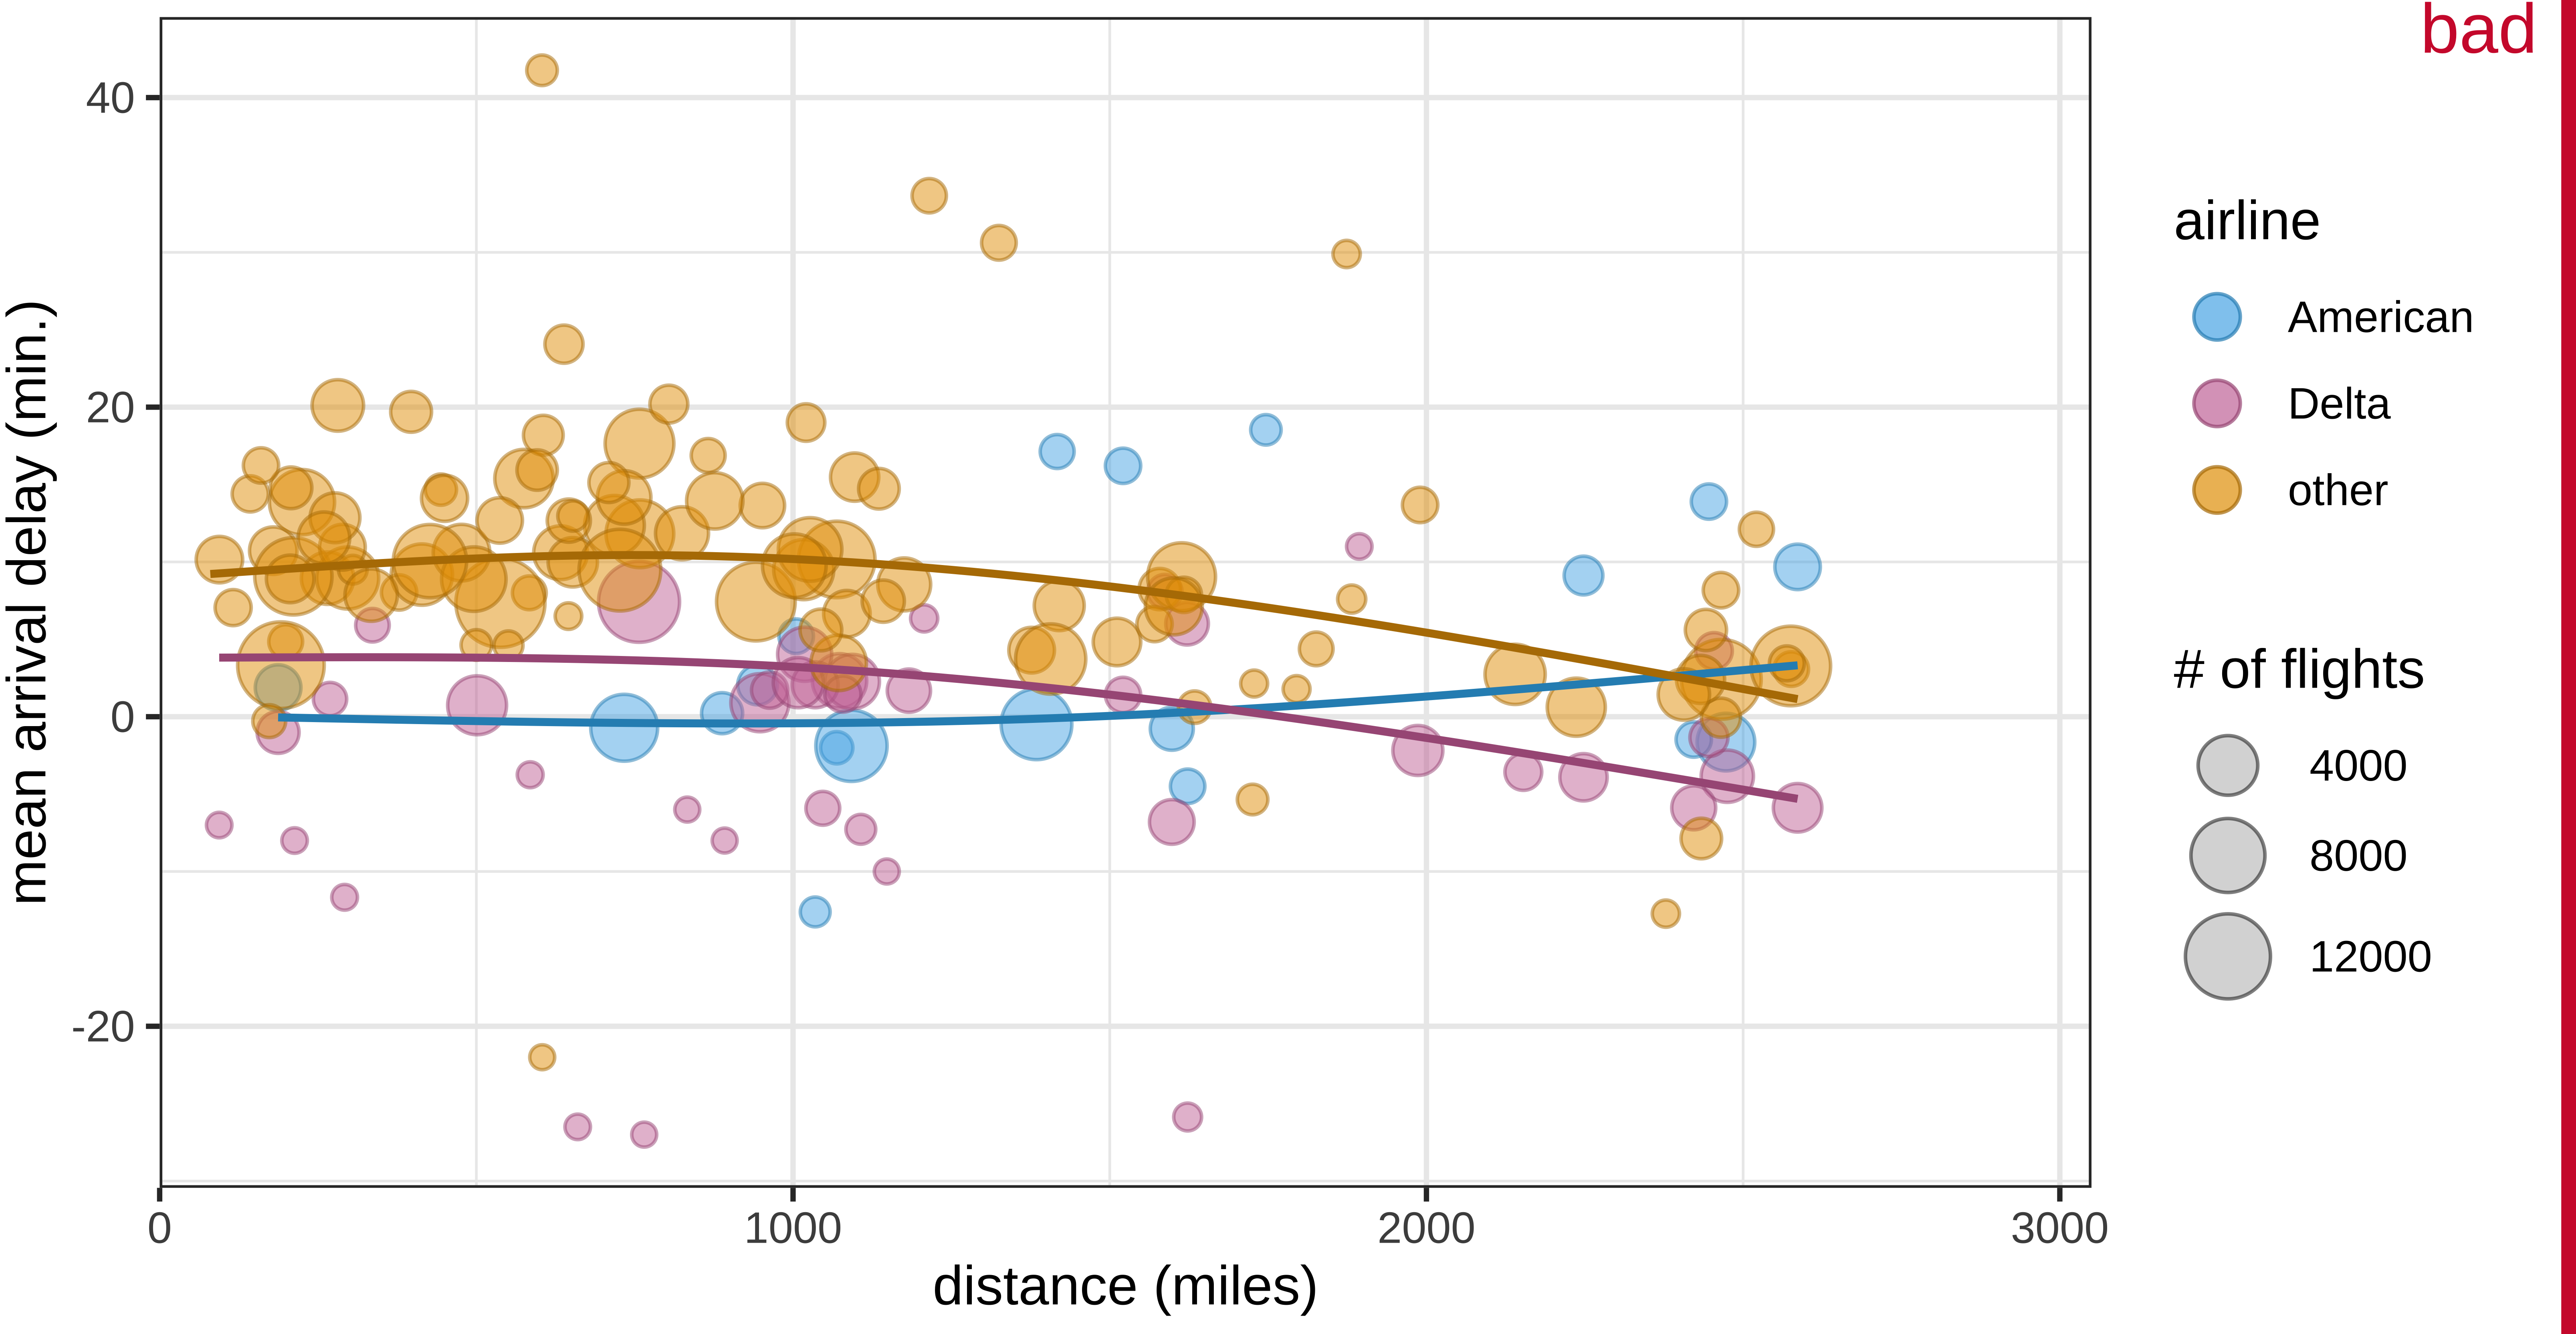 bad
mean arrival delay (min.)
40
20
0
-20
0
1000
2000
3000
distance (miles)
airline
American
Delta
other
# of flights
4000
8000
12000